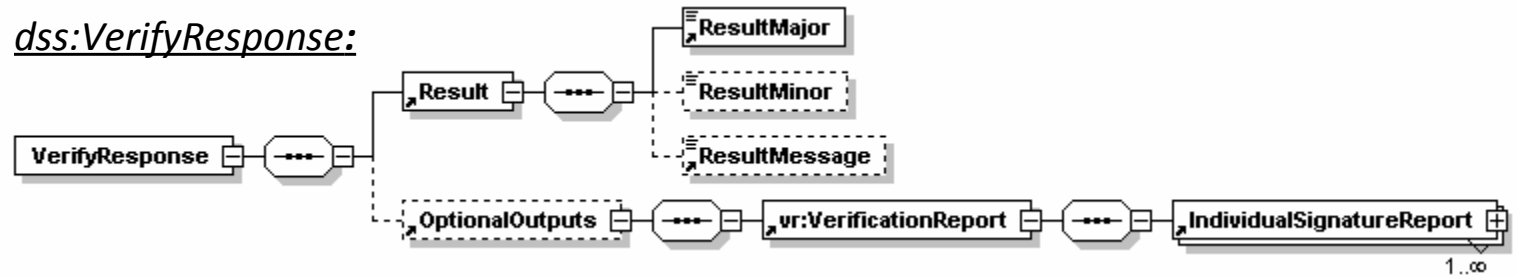 dss:VerifyResponse:
ResultMajor
Result
ResultMinor
VerifyResponse
ResultMessage
OptionalOutputs
vr:VerificationReport
IndividualSignatureReport
1..∞